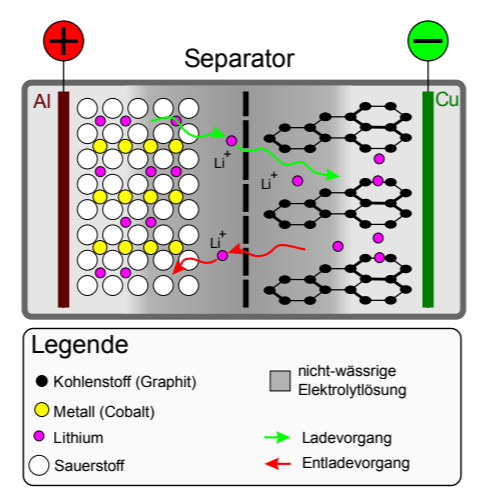 +
−
Separator
Al
Cu
Li+
Li+
Li+
Legende
Kohlenstoff (Graphit)
Metall (Cobalt)
Lithium
Sauerstoff
nicht-wässrige
Elektrolytlösung
Ladevorgang
Entladevorgang